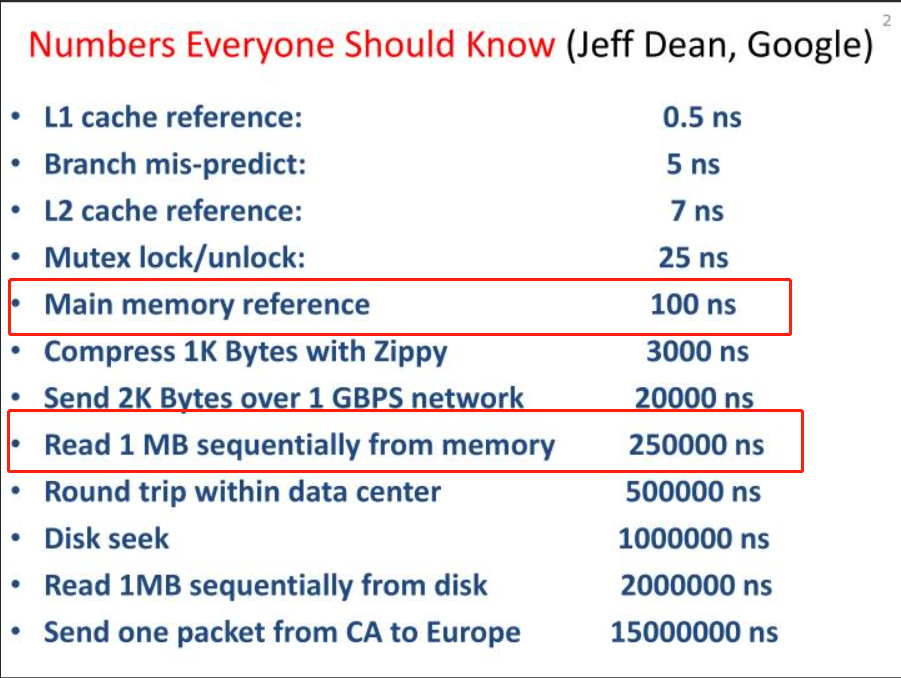 2
Numbers Everyone Should Know (Jeff Dean, Google)
• L1 cache reference: 0.5 ns
• Branch mis-predict: 5 ns
• L2 cache reference: 7 ns
• Mutex lock/unlock: 25 ns
• Main memory reference 100 ns
• Compress 1K Bytes with Zippy 3000 ns
• Send 2K Bytes over 1 GBPS network 20000 ns
• Read 1 MB sequentially from memory 250000 ns
• Round trip within data center 500000 ns
• Disk seek 1000000 ns
• Read 1MB sequentially from disk 2000000 ns
• Send one packet from CA to Europe 15000000 ns